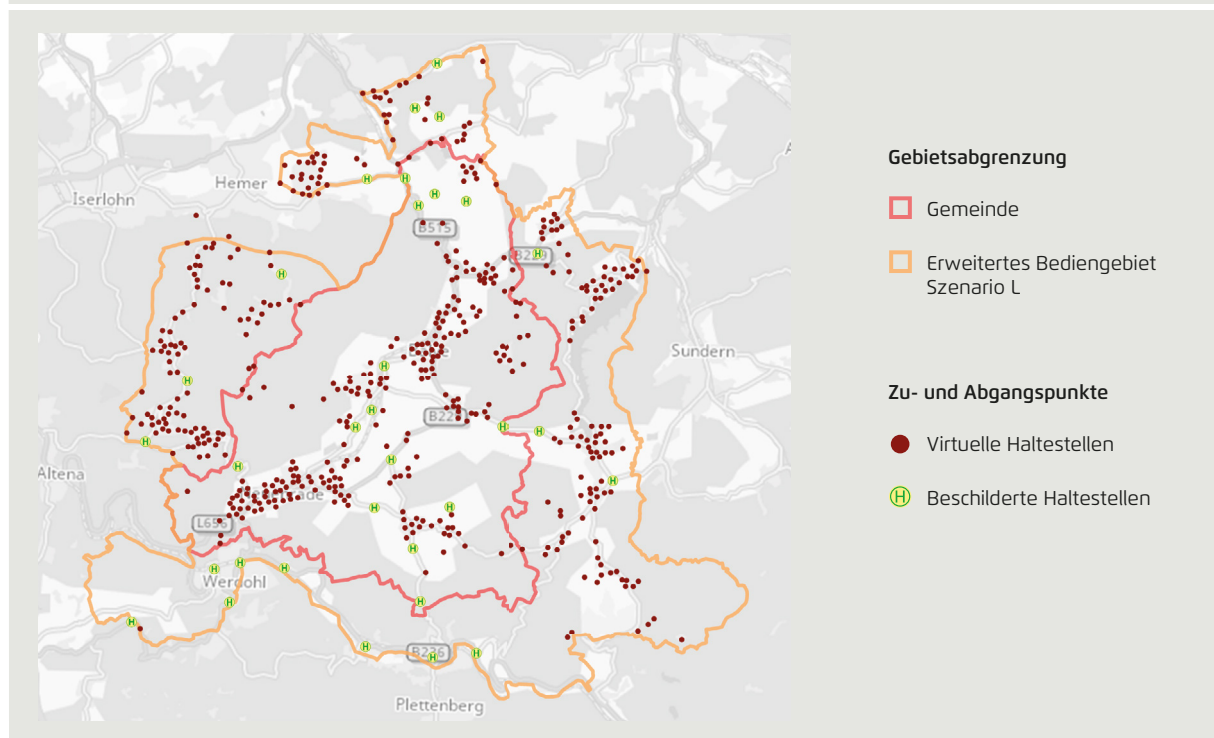 Gebietsabgrenzung
Gemeinde
Erweitertes Bediengebiet
Szenario L
Zu- und Abgangspunkte
Virtuelle Haltestellen
H Beschilderte Haltestellen
Hemer
Iserlohn
B515
B229
Sundern
B229
Altena
L696
Werdohl
B236
Plettenberg